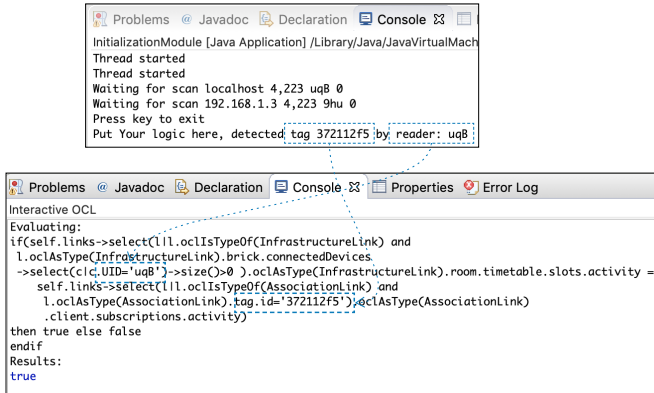 Problems @ Javadoc Declaration Console
InitializationModule [Java Application] /Library/Java/JavaVirtualMach
Thread started
Thread started
Waiting for scan localhost 4,223 uqB 0
Waiting for scan 192.168.1.3 4,223 9hu 0
Press key to exit
Put Your logic here, detected tag 372112f5 by reader: uqB
Problems @ Javadoc Declaration Console Properties Error Log
Interactive OCL
Evaluating:
if(self.links->select(l|l.oclIsTypeOf(InfrastructureLink) and
l.oclAsType(InfrastructureLink).brick.connectedDevices
->select(c|c.UID='uqB')->size()>0 ).oclAsType(InfrastructureLink).room.timetable.slots.activity =
self.links->select(l|l.oclIsTypeOf(AssociationLink) and
l.oclAsType(AssociationLink).tag.id='372112f5').oclAsType(AssociationLink)
.client.subscriptions.activity)
then true else false
endif
Results:
true